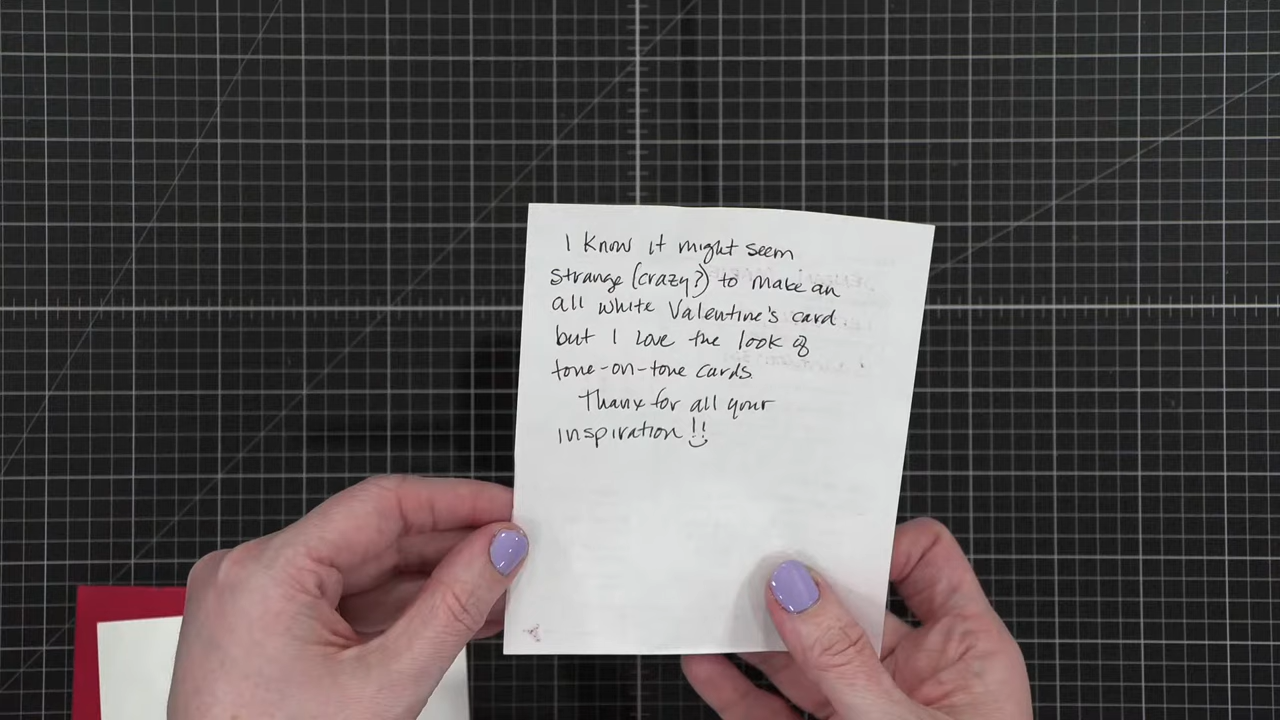 I know it might seem
strange (crazy?) to make an
all white Valentine's card.
but I love the look of
tone-on-tone cards.
Thanx for all your
inspiration!!